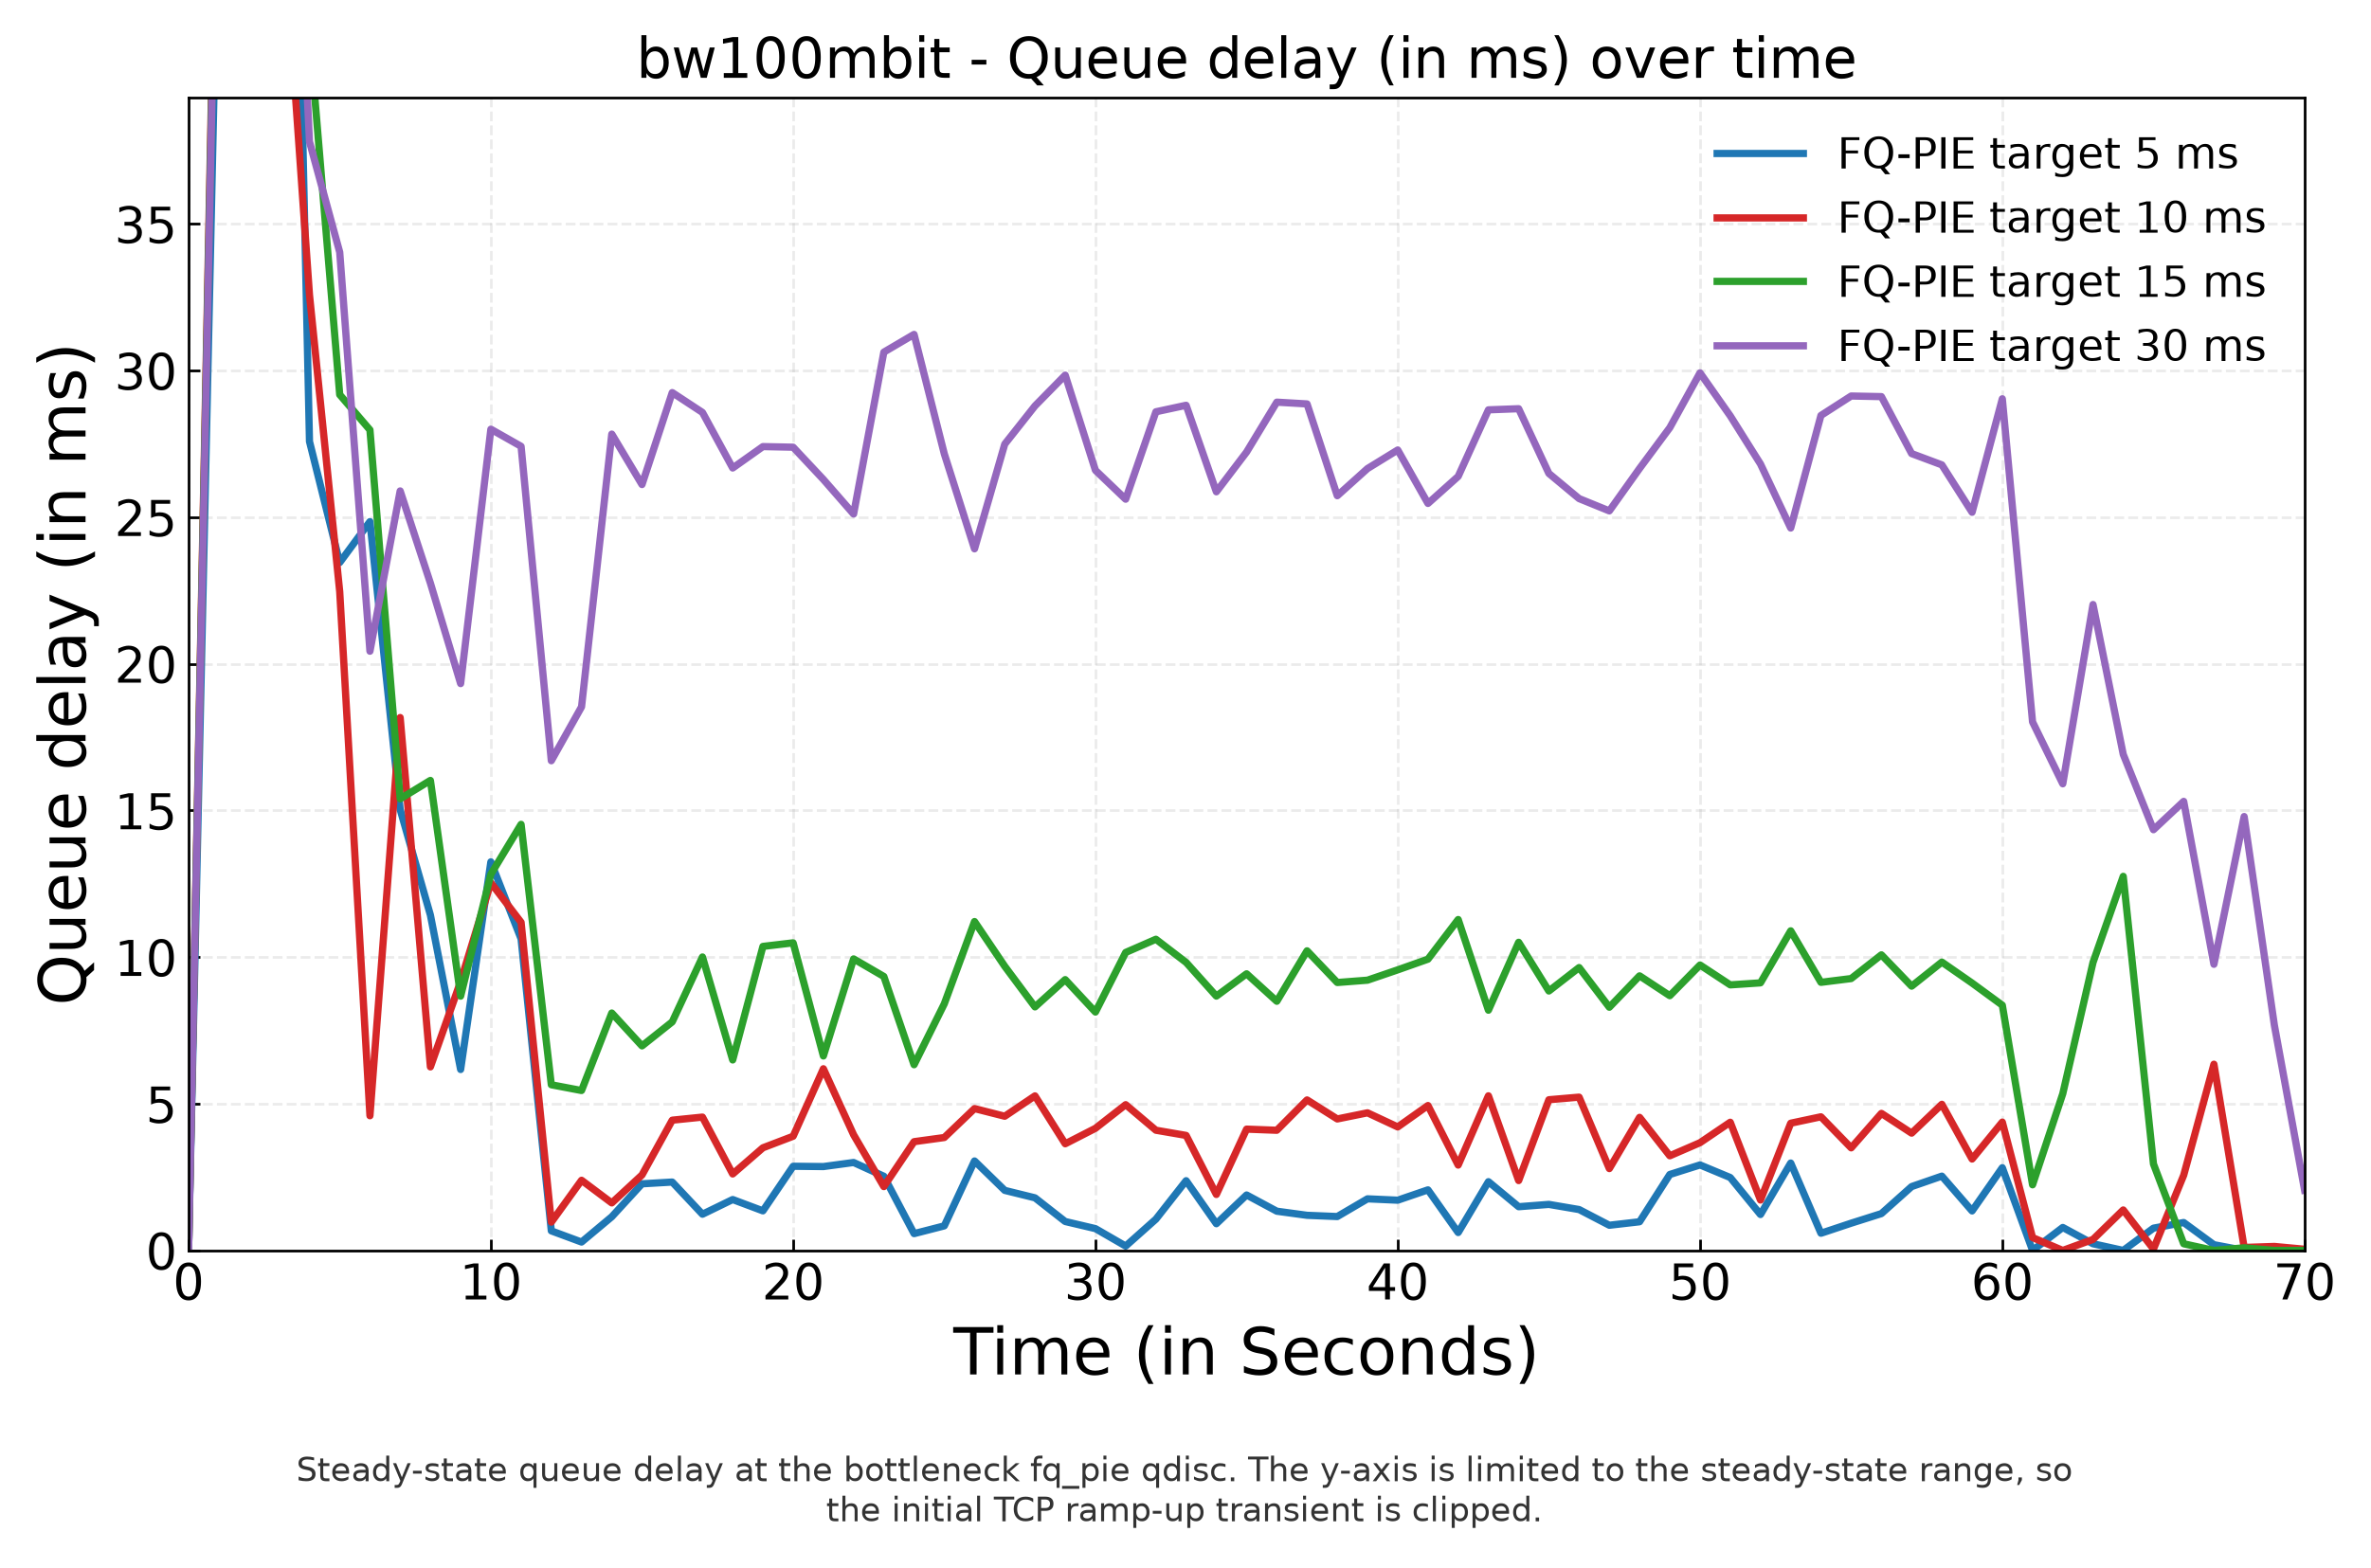 bw100mbit - Queue delay (in ms) over time
FQ-PIE target 5 ms
FQ-PIE target 10 ms
FQ-PIE target 15 ms
FQ-PIE target 30 ms
Queue delay (in ms)
35
30
25
20
15
10
5
0
0 10 20 30 40 50 60 70
Time (in Seconds)
Steady-state queue delay at the bottleneck fq_pie qdisc. The y-axis is limited to the steady-state range, so
the initial TCP ramp-up transient is clipped.